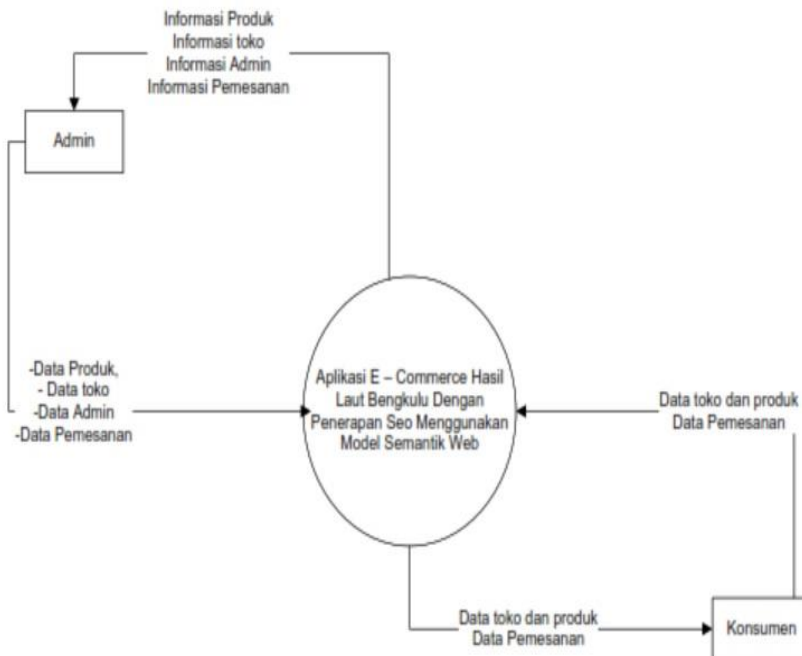 Informasi Produk
Informasi toko
Informasi Admin
Informasi Pemesanan
Admin
-Data Produk,
- Data toko
-Data Admin
-Data Pemesanan
Aplikasi E – Commerce Hasil
Laut Bengkulu Dengan
Penerapan Seo Menggunakan
Model Semantik Web
Data toko dan produk
Data Pemesanan
Data toko dan produk
Data Pemesanan
Konsumen